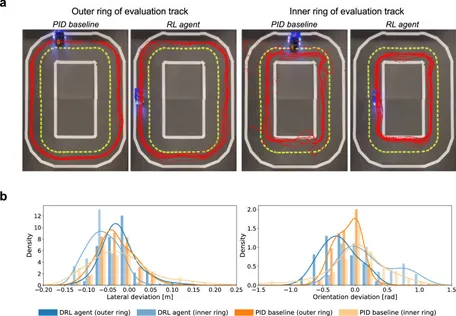 a
Outer ring of evaluation track
Inner ring of evaluation track
PID baseline
RL agent
PID baseline
RL agent
b
Density
12
10
8
6
4
2
0
−0.20 −0.15 −0.10 −0.05 0.00 0.05 0.10 0.15 0.20 0.25
Lateral deviation [m]
Density
2.0
1.5
1.0
0.5
0.0
−1.5 −1.0 −0.5 0.0 0.5 1.0 1.5
Orientation deviation [rad]
DRL agent (outer ring)
DRL agent (inner ring)
PID baseline (outer ring)
PID baseline (inner ring)